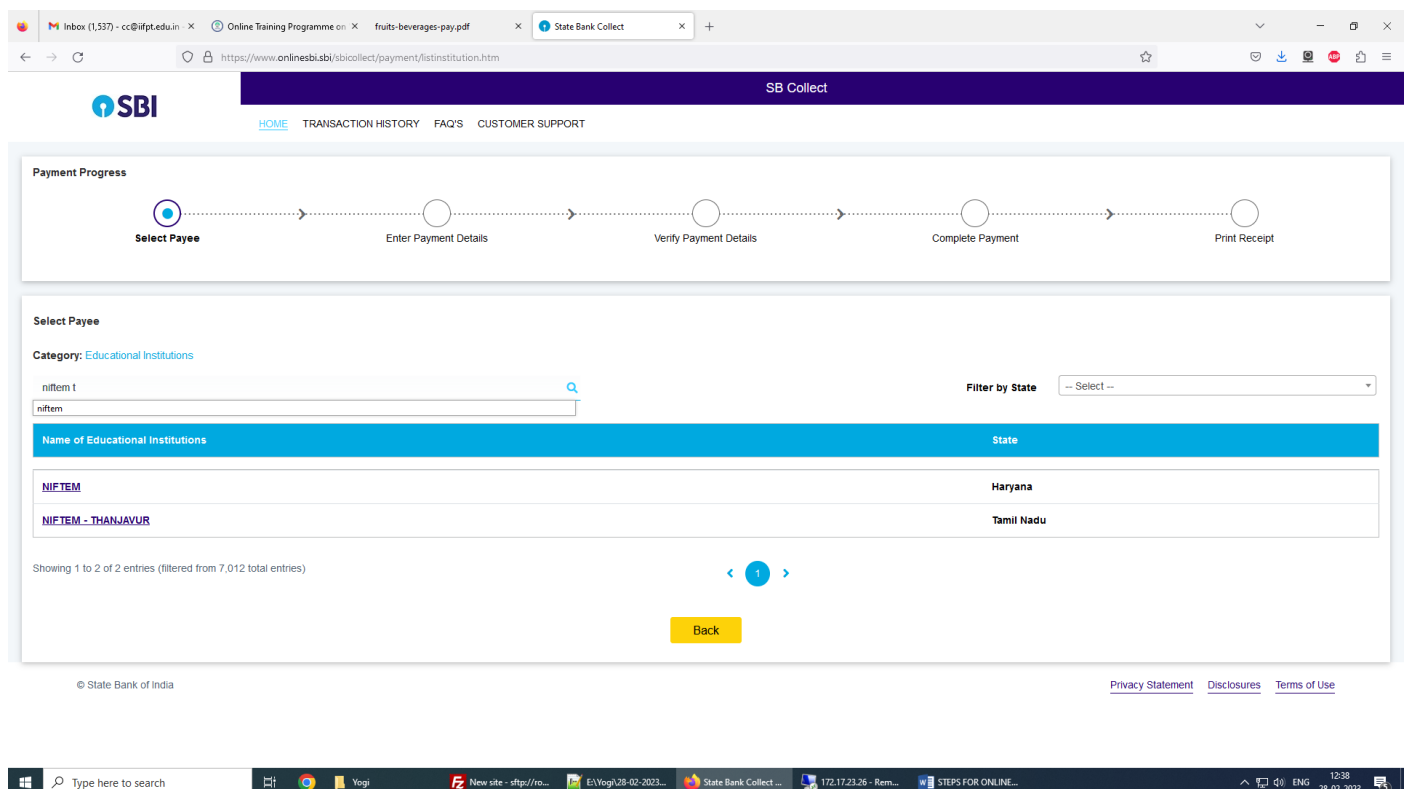 Inbox (1,537) - cc@iifpt.edu.in
Online Training Programme on
fruits-beverages-pay.pdf
State Bank Collect
https://www.onlinesbi.sbi/sbicollect/payment/listinstitution.htm
ABP
SBI
SB Collect
HOME TRANSACTION HISTORY FAQ'S CUSTOMER SUPPORT
Payment Progress
Select Payee Enter Payment Details Verify Payment Details Complete Payment Print Receipt
Select Payee
Category: Educational Institutions
niftem t
Filter by State -- Select --
niftem
Name of Educational Institutions State
NIFTEM Haryana
NIFTEM - THANJAVUR Tamil Nadu
Showing 1 to 2 of 2 entries (filtered from 7,012 total entries)
1
Back
© State Bank of India
Privacy Statement Disclosures Terms of Use
Type here to search
Yogi
New site - sftp://ro...
E:\Yogi\28-02-2023...
State Bank Collect ...
172.17.23.26 - Rem...
STEPS FOR ONLINE...
ENG
12:38
28-02-2023